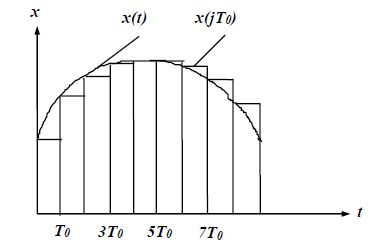 x x(t) x(jT₀)
t
T₀ 3T₀ 5T₀ 7T₀